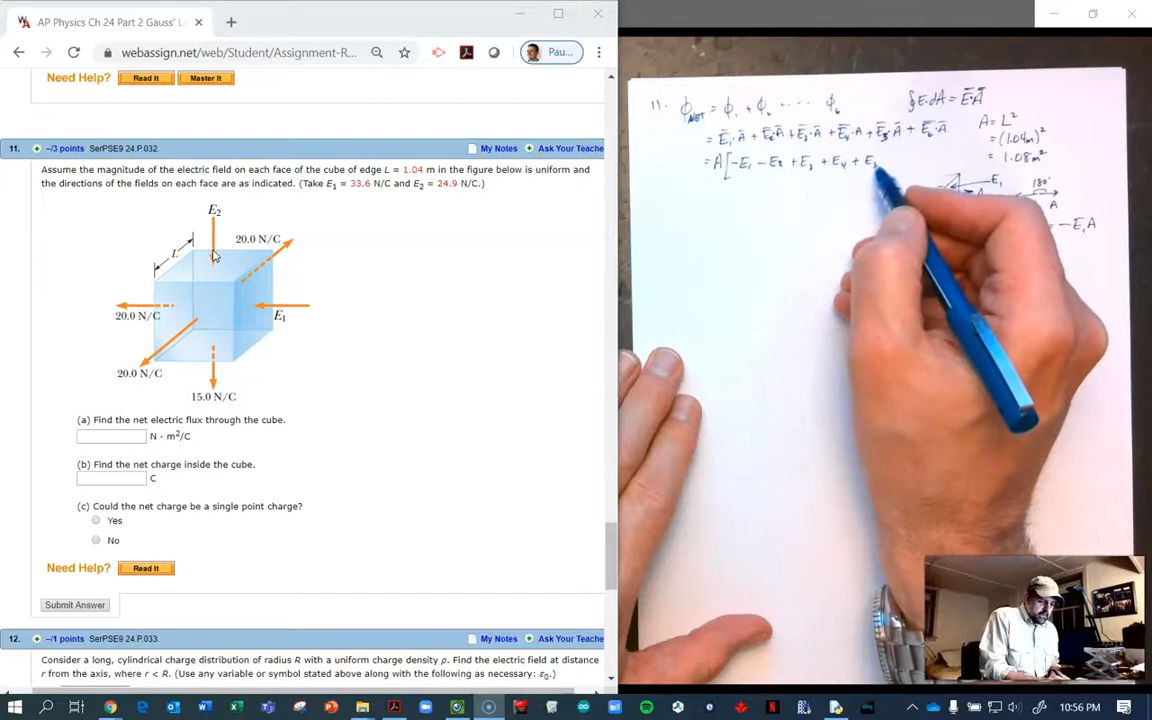 AP Physics Ch 24 Part 2 Gauss' La
webassign.net/web/Student/Assignment-R...
Pau...
Need Help? Read It Master It
11. –/3 points SerPSE9 24.P.032. My Notes Ask Your Teache
Assume the magnitude of the electric field on each face of the cube of edge L = 1.04 m in the figure below is uniform and
the directions of the fields on each face are as indicated. (Take E1 = 33.6 N/C and E2 = 24.9 N/C.)
E2
20.0 N/C
L
20.0 N/C
E1
20.0 N/C
15.0 N/C
(a) Find the net electric flux through the cube.
N · m²/C
(b) Find the net charge inside the cube.
C
(c) Could the net charge be a single point charge?
Yes
No
Need Help? Read It
Submit Answer
12. –/1 points SerPSE9 24.P.033. My Notes Ask Your Teache
Consider a long, cylindrical charge distribution of radius R with a uniform charge density ρ. Find the electric field at distance
r from the axis, where r < R. (Use any variable or symbol stated above along with the following as necessary: ε0.)
11. ΦNET = Φ1 + Φ2 ... Φ6
= E̅1·A̅ + E̅2·A̅ + E̅3·A̅ + E̅4·A̅ + E̅5·A̅ + E̅6·A̅
= A[-E1 - E2 + E3 + E4 + E5
∮E·dA = E̅·A̅
A = L²
= (1.04m)²
= 1.08m²
E1
180°
A
A
= -E1A
10:56 AM